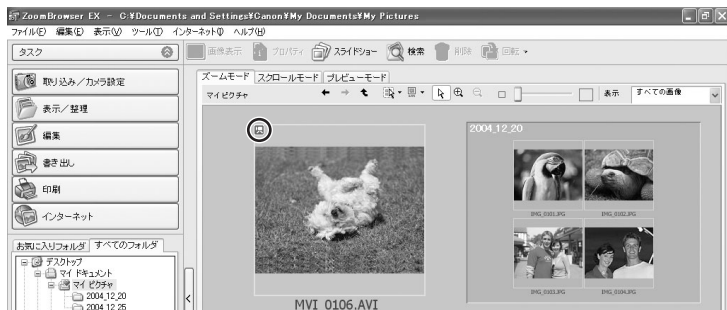 ZoomBrowser EX - C:¥Documents and Settings¥Canon¥My Documents¥My Pictures
ファイル(F) 編集(E) 表示(V) ツール(T) インターネット(I) ヘルプ(H)
タスク
画像表示 プロパティ スライドショー 検索 削除 回転
取り込み/カメラ設定
表示/整理
編集
書き出し
印刷
インターネット
お気に入りフォルダ すべてのフォルダ
デスクトップ
マイ ドキュメント
マイ ピクチャ
2004_12_20
2004_12_25
ズームモード スクロールモード プレビューモード
マイ ピクチャ
表示 すべての画像
MVI_0106.AVI
2004_12_20
IMG_0101.JPG IMG_0102.JPG
IMG_0103.JPG IMG_0104.JPG